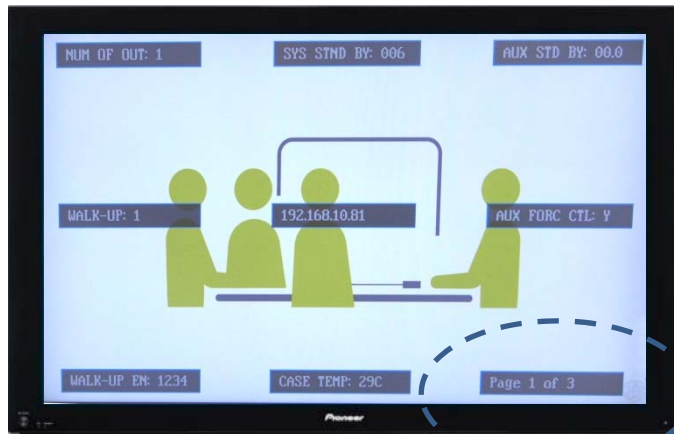 NUM OF OUT: 1
SYS STND BY: 006
AUX STD BY: 00.0
WALK-UP: 1
192.168.10.81
AUX FORC CTL: Y
WALK-UP EN: 1234
CASE TEMP: 29C
Page 1 of 3
Pioneer